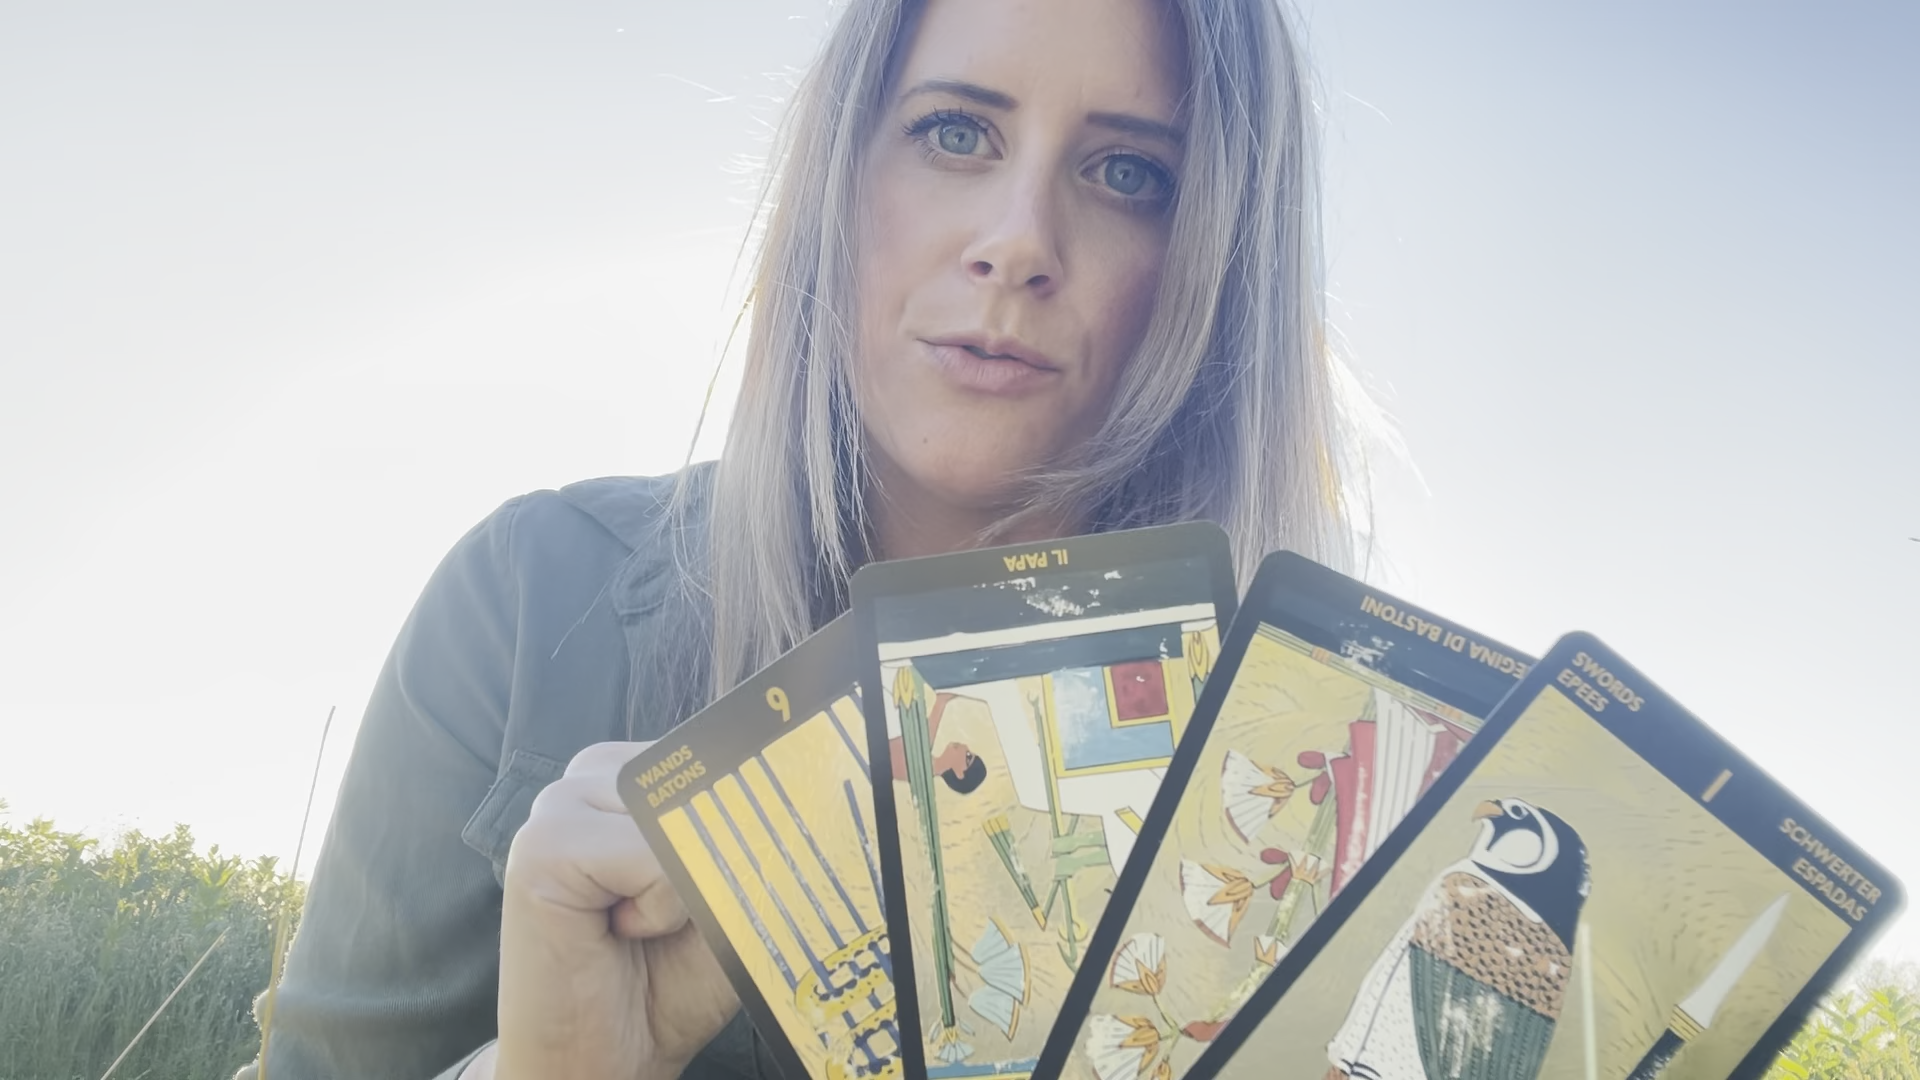 WANDS
BATONS
9
IL PAPA
EGINA DI BASTONI
SWORDS
EPEES
I
SCHWERTER
ESPADAS